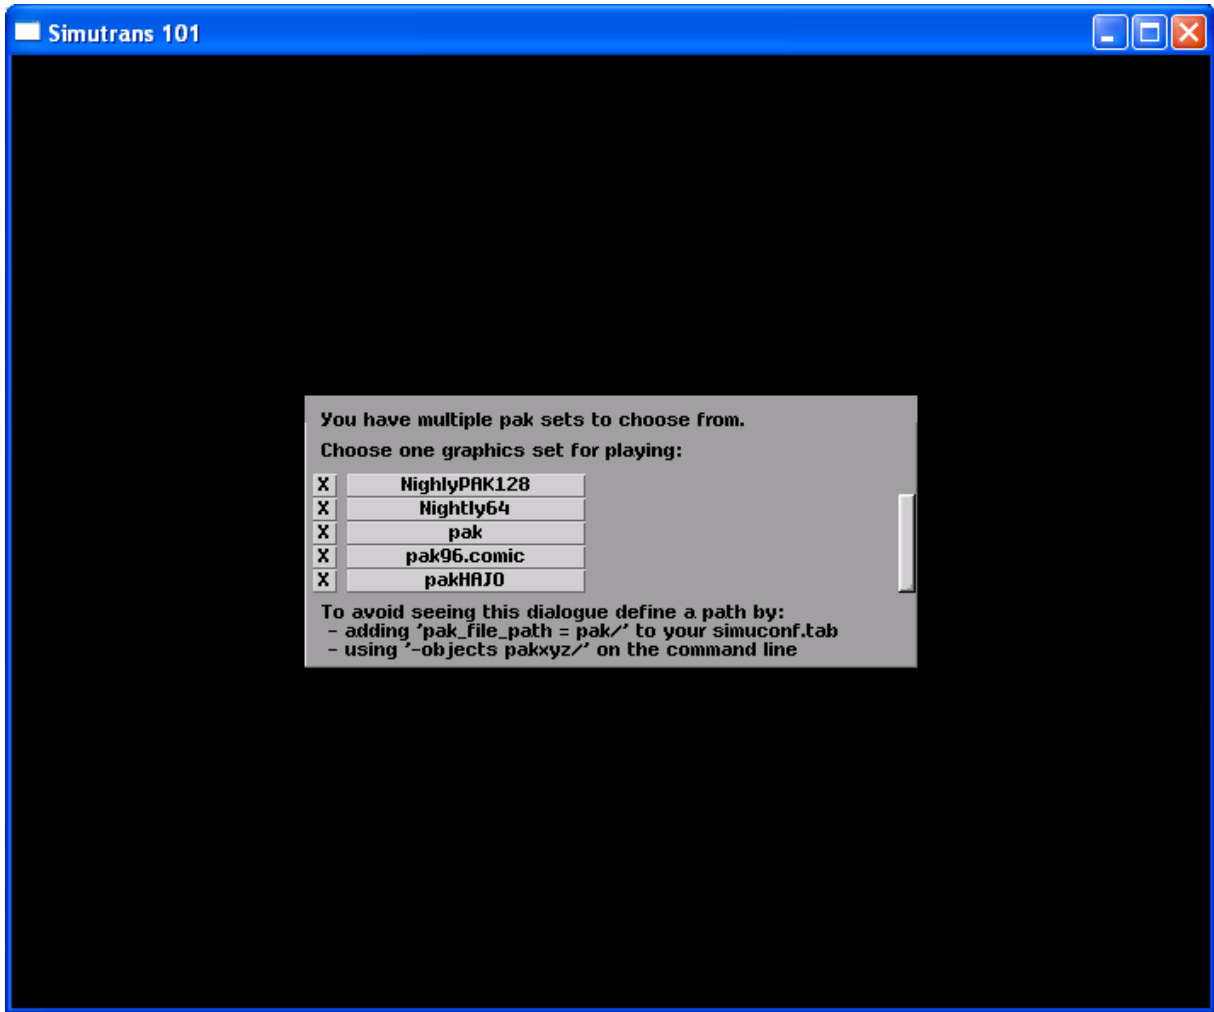 Simutrans 101
You have multiple pak sets to choose from.
Choose one graphics set for playing:
X NighlyPAK128
X Nightly64
X pak
X pak96.comic
X pakHAJO
To avoid seeing this dialogue define a path by:
- adding 'pak_file_path = pak/' to your simuconf.tab
- using '-objects pakxyz/' on the command line